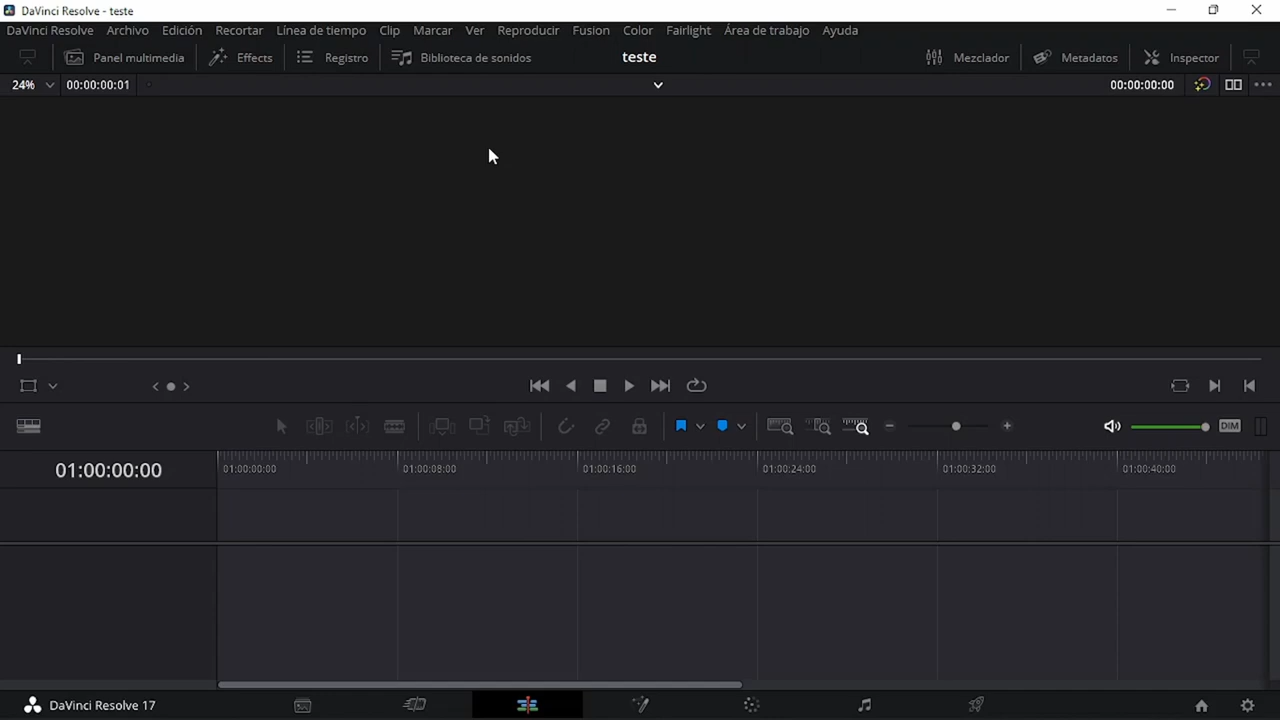 DaVinci Resolve - teste
DaVinci Resolve Archivo Edición Recortar Línea de tiempo Clip Marcar Ver Reproducir Fusion Color Fairlight Área de trabajo Ayuda
Panel multimedia Effects Registro Biblioteca de sonidos teste Mezclador Metadatos Inspector
24% 00:00:00:01 00:00:00:00
DIM
01:00:00:00 01:00:00:00 01:00:08:00 01:00:16:00 01:00:24:00 01:00:32:00 01:00:40:00
DaVinci Resolve 17